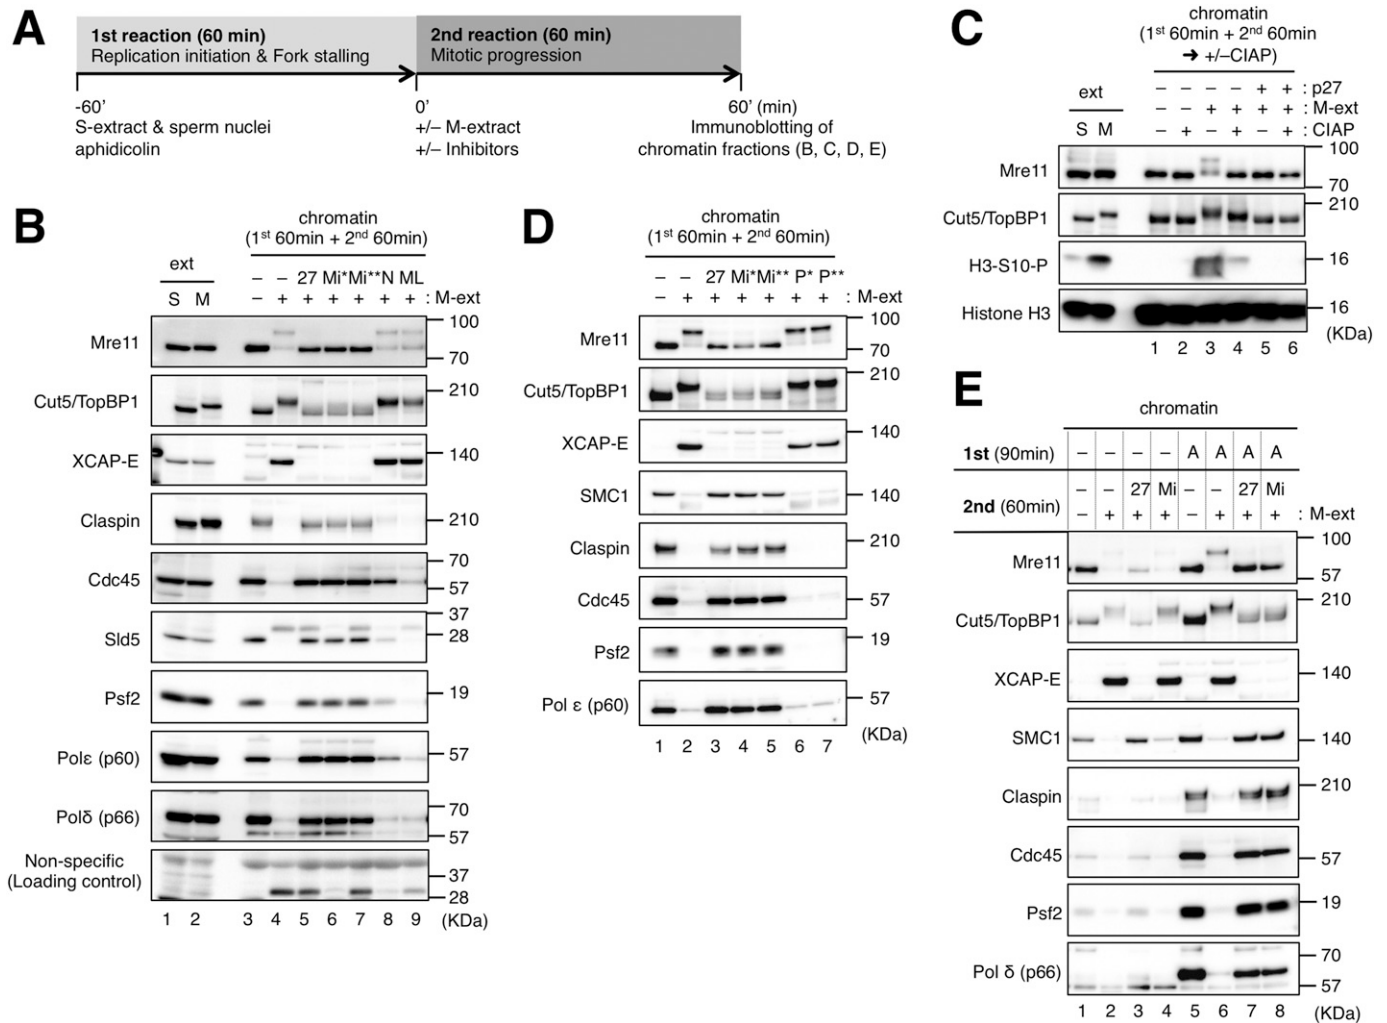 A
1st reaction (60 min)
Replication initiation & Fork stalling
2nd reaction (60 min)
Mitotic progression
-60’
0’
60’ (min)
S-extract & sperm nuclei
aphidicolin
+/– M-extract
+/– Inhibitors
Immunoblotting of
chromatin fractions (B, C, D, E)
B
chromatin
(1st 60min + 2nd 60min)
ext
– – 27 Mi* Mi** N ML
S M – + + + + + + : M-ext
Mre11 100 70
Cut5/TopBP1 210
XCAP-E 140
Claspin 210
Cdc45 70 57
Sld5 37 28
Psf2 19
Polε (p60) 57
Polδ (p66) 70 57
Non-specific
(Loading control) 37 28
1 2 3 4 5 6 7 8 9 (KDa)
D
chromatin
(1st 60min + 2nd 60min)
– – 27 Mi* Mi** P* P**
– + + + + + + : M-ext
Mre11 100 70
Cut5/TopBP1 210
XCAP-E 140
SMC1 140
Claspin 210
Cdc45 57
Psf2 19
Pol ε (p60) 57
1 2 3 4 5 6 7 (KDa)
C
chromatin
(1st 60min + 2nd 60min
➔ +/–CIAP)
– – – – + + : p27
ext – – + + + + : M-ext
S M – + – + – + : CIAP
Mre11 100 70
Cut5/TopBP1 210
H3-S10-P 16
Histone H3 16
(KDa)
1 2 3 4 5 6
E
chromatin
1st (90min) – – – – A A A A
2nd (60min) – – 27 Mi – – 27 Mi
– + + + – + + + : M-ext
Mre11 100 57
Cut5/TopBP1 210
XCAP-E 140
SMC1 140
Claspin 210
Cdc45 57
Psf2 19
Pol δ (p66) 70 57
1 2 3 4 5 6 7 8 (KDa)